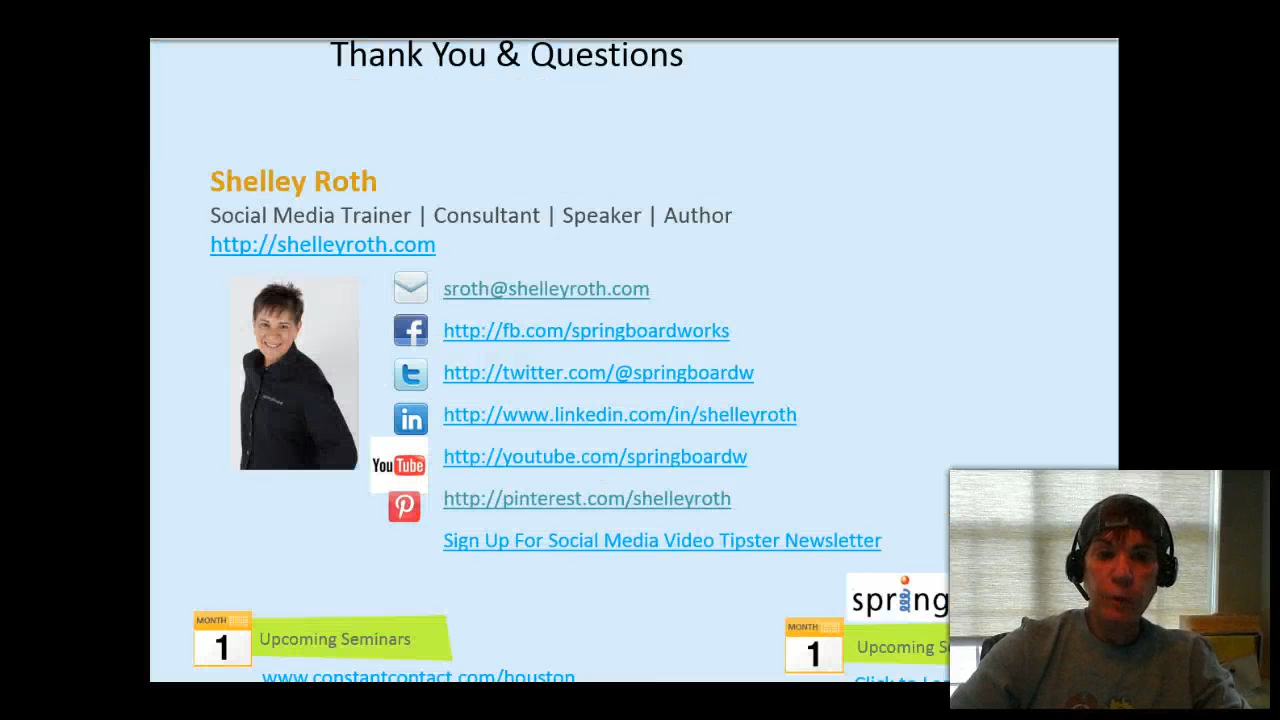 Thank You & Questions
Shelley Roth
Social Media Trainer | Consultant | Speaker | Author
http://shelleyroth.com
sroth@shelleyroth.com
http://fb.com/springboardworks
http://twitter.com/@springboardw
http://www.linkedin.com/in/shelleyroth
You Tube
http://youtube.com/springboardw
http://pinterest.com/shelleyroth
Sign Up For Social Media Video Tipster Newsletter
spring
MONTH
1
Upcoming Seminars
MONTH
1
Upcoming
www.constantcontact.com/houston
Click to